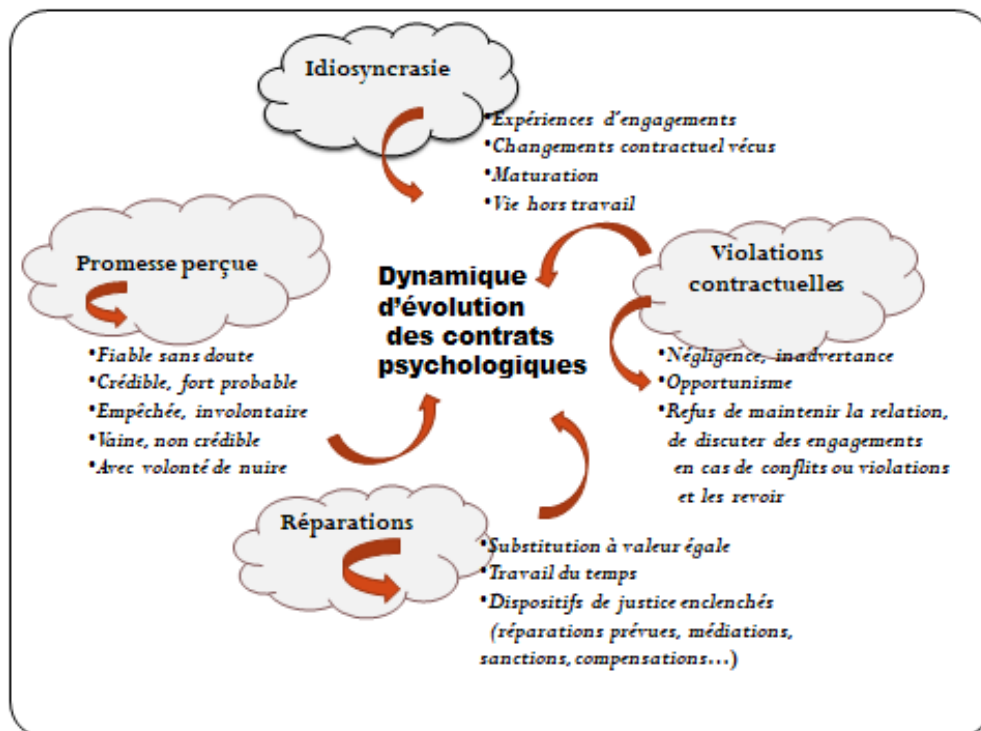 Idiosyncrasie
•Expériences d'engagements
•Changements contractuel vécus
•Maturation
•Vie hors travail
Promesse perçue
•Fiable sans doute
•Crédible, fort probable
•Empêchée, involontaire
•Vaine, non crédible
•Avec volonté de nuire
Dynamique
d'évolution
des contrats
psychologiques
Violations
contractuelles
•Négligence, inadvertance
•Opportunisme
•Refus de maintenir la relation,
de discuter des engagements
en cas de conflits ou violations
et les revoir
Réparations
•Substitution à valeur égale
•Travail du temps
•Dispositifs de justice enclenchés
(réparations prévues, médiations,
sanctions, compensations...)